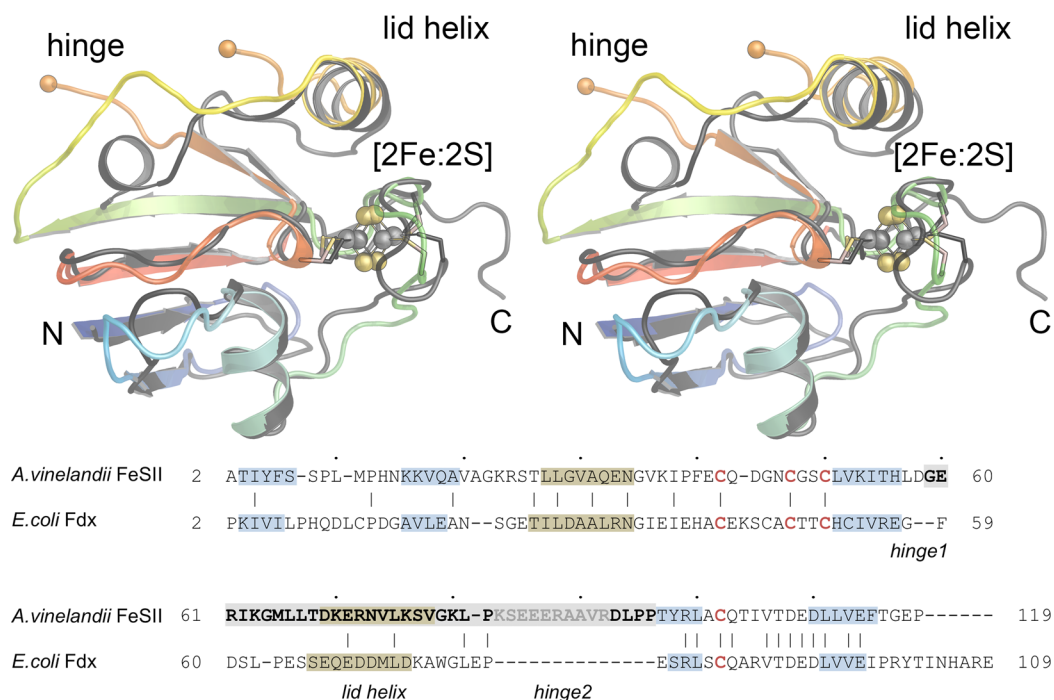 hinge lid helix hinge lid helix
[2Fe:2S] [2Fe:2S]
N C N C
A.vinelandii FeSII 2 ATIYFS-SPL-MPHNKKVQAVAGKRSTLLGVAQENGVKIPFECQ-DGNCGSCLVKITHLDGE 60
E.coli Fdx 2 PKIVILPHQDLCPDGAVLEAN--SGETILDAALRNGIEIEHACEKSCACTTCHCIVREG--F 59
hinge1
A.vinelandii FeSII 61 RIKGMLLTDKERNVLKSVGKL-PKSEEERAAVRDLPPTYRLACQTIVTDEDLLVEFTGEP------ 119
E.coli Fdx 60 DSL-PESSEQEDDMLDKAWGLEP---------------ESRLSCQARVTDEDLVVEIPRYTINHARE 109
lid helix hinge2